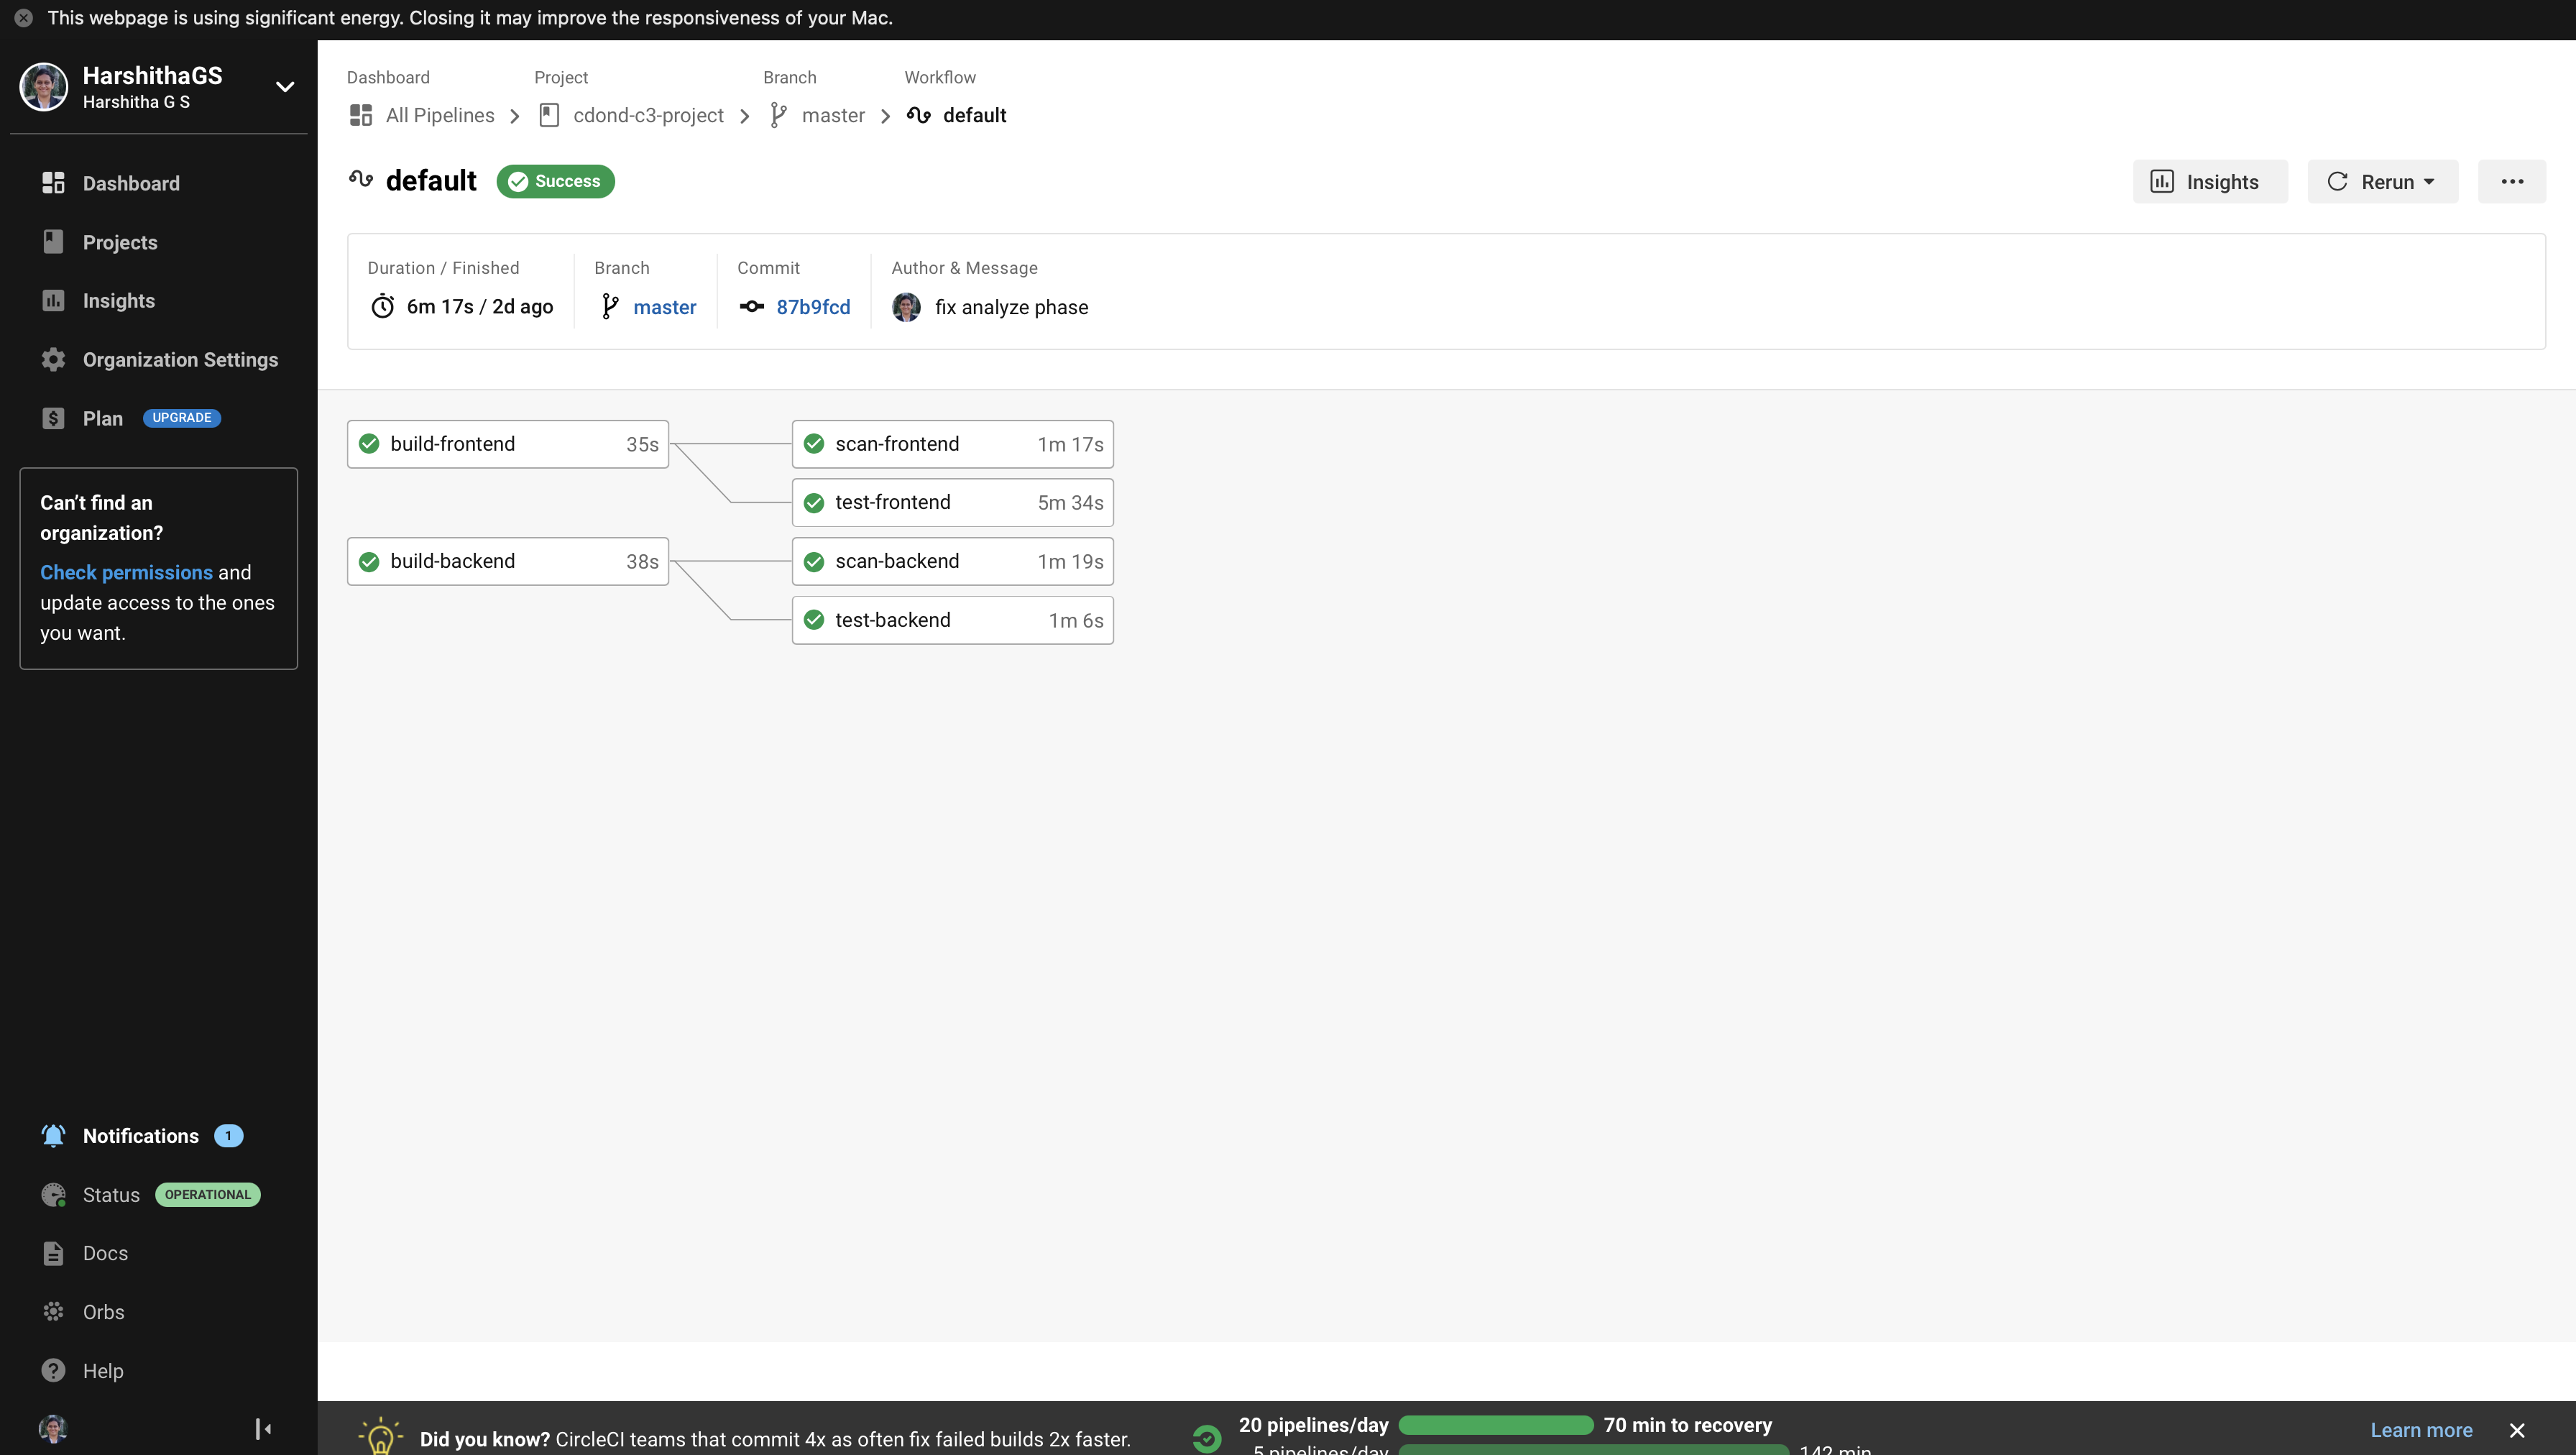 This webpage is using significant energy. Closing it may improve the responsiveness of your Mac.
HarshithaGS
Harshitha G S
Dashboard
Projects
Insights
Organization Settings
Plan UPGRADE
Can't find an
organization?
Check permissions and
update access to the ones
you want.
Notifications 1
Status OPERATIONAL
Docs
Orbs
Help
Dashboard Project Branch Workflow
All Pipelines cdond-c3-project master default
default Success
Insights Rerun
Duration / Finished Branch Commit Author & Message
6m 17s / 2d ago master 87b9fcd fix analyze phase
build-frontend 35s scan-frontend 1m 17s
test-frontend 5m 34s
build-backend 38s scan-backend 1m 19s
test-backend 1m 6s
Did you know? CircleCI teams that commit 4x as often fix failed builds 2x faster.
20 pipelines/day 70 min to recovery
5 pipelines/day 142 min
Learn more